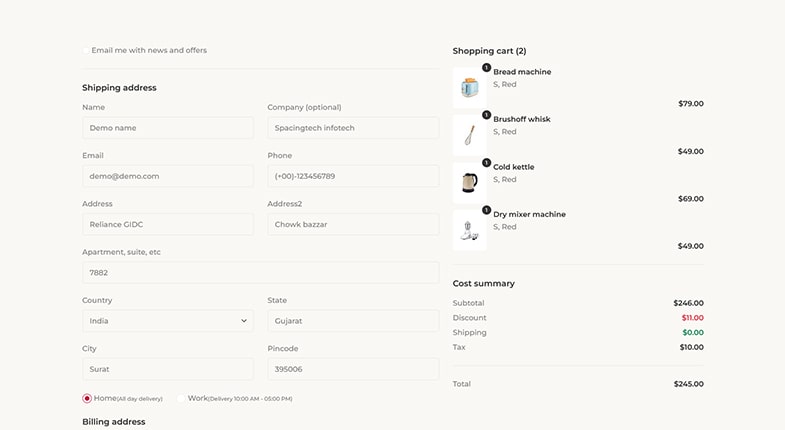 Email me with news and offers
Shipping address
Name
Company (optional)
Demo name
Spacingtech infotech
Email
Phone
demo@demo.com
(+00)-123456789
Address
Address2
Reliance GIDC
Chowk bazzar
Apartment, suite, etc
7882
Country
State
India
Gujarat
City
Pincode
Surat
395006
Home(All day delivery)
Work(Delivery 10:00 AM - 05:00 PM)
Billing address
Shopping cart (2)
1
Bread machine
S, Red
$79.00
1
Brushoff whisk
S, Red
$49.00
1
Cold kettle
S, Red
$69.00
1
Dry mixer machine
S, Red
$49.00
Cost summary
Subtotal $246.00
Discount $11.00
Shipping $0.00
Tax $10.00
Total $245.00